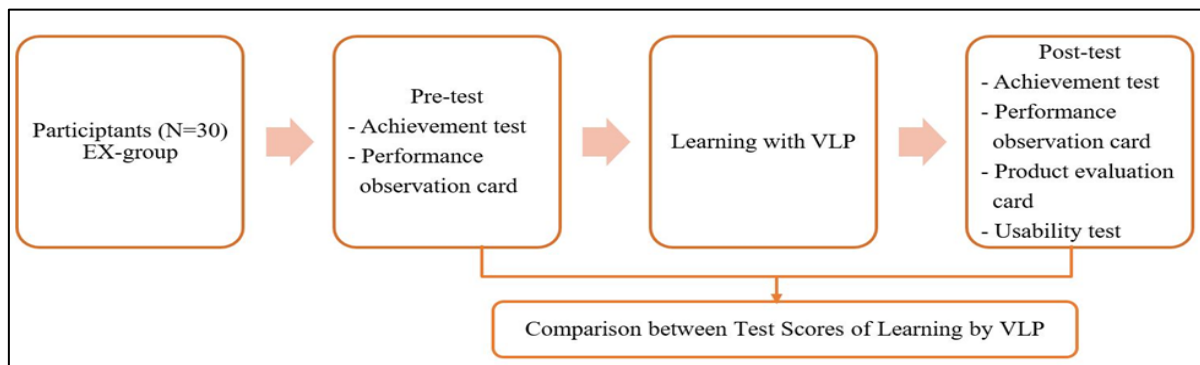 Participtants (N=30)
EX-group
Pre-test
- Achievement test
- Performance
observation card
Learning with VLP
Post-test
- Achievement test
- Performance
observation card
- Product evaluation
card
- Usability test
Comparison between Test Scores of Learning by VLP